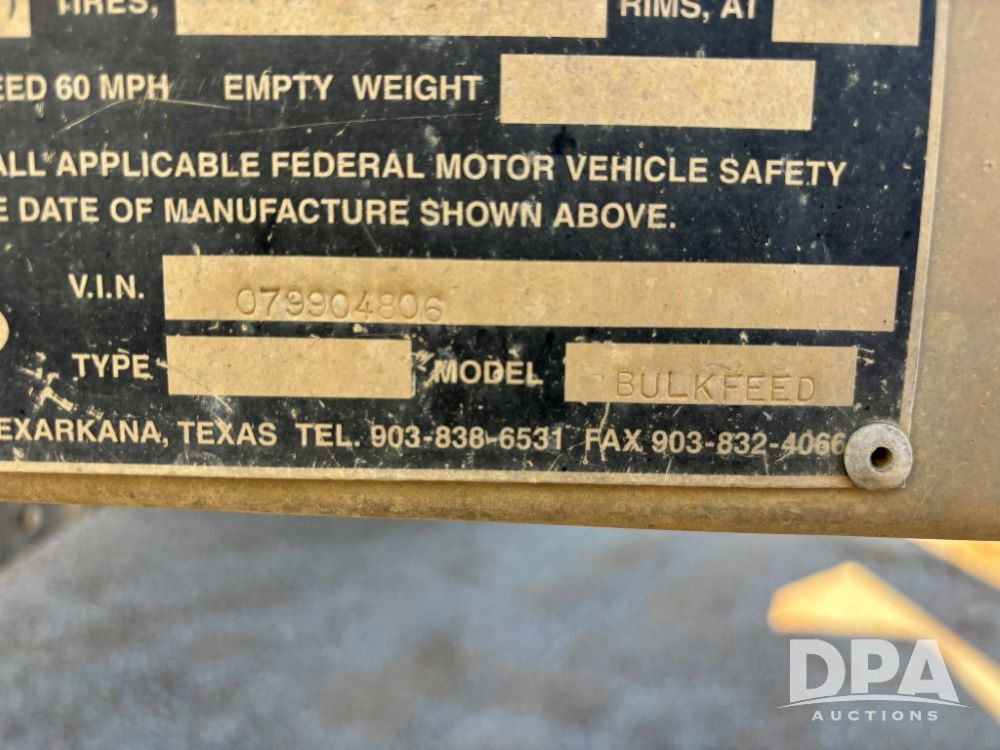 ) TIRES, RIMS, AT
EED 60 MPH EMPTY WEIGHT
ALL APPLICABLE FEDERAL MOTOR VEHICLE SAFETY
E DATE OF MANUFACTURE SHOWN ABOVE.
V.I.N. 079904806
TYPE MODEL BULKFEED
EXARKANA, TEXAS TEL. 903-838-6531 FAX 903-832-4066
DPA
AUCTIONS